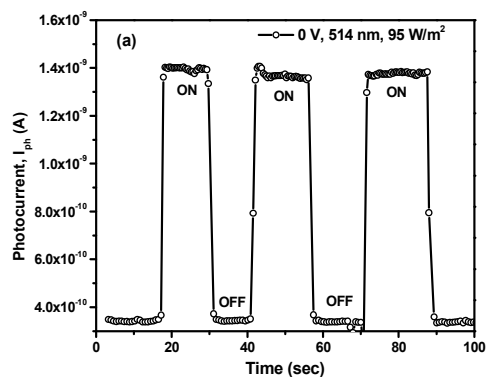 (a)
0 V, 514 nm, 95 W/m²
1.6x10⁻⁹
1.4x10⁻⁹
1.2x10⁻⁹
1.0x10⁻⁹
8.0x10⁻¹⁰
6.0x10⁻¹⁰
4.0x10⁻¹⁰
Photocurrent, Iₚₕ (A)
ON
ON
ON
OFF
OFF
0 20 40 60 80 100
Time (sec)